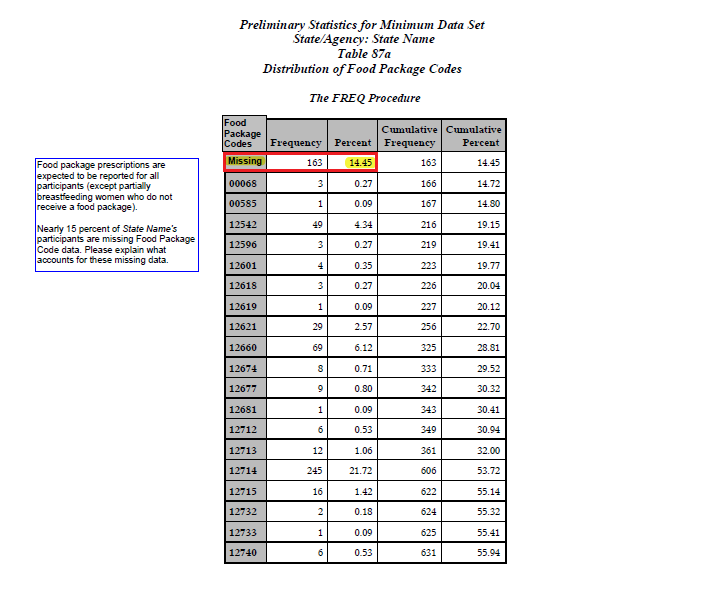 Preliminary Statistics for Minimum Data Set
State/Agency: State Name
Table 87a
Distribution of Food Package Codes
The FREQ Procedure
Food package prescriptions are
expected to be reported for all
participants (except partially
breastfeeding women who do not
receive a food package).
Nearly 15 percent of State Name's
participants are missing Food Package
Code data. Please explain what
accounts for these missing data.
Food Package Codes Frequency Percent Cumulative Frequency Cumulative Percent
Missing 163 14.45 163 14.45
00068 3 0.27 166 14.72
00585 1 0.09 167 14.80
12542 49 4.34 216 19.15
12596 3 0.27 219 19.41
12601 4 0.35 223 19.77
12618 3 0.27 226 20.04
12619 1 0.09 227 20.12
12621 29 2.57 256 22.70
12660 69 6.12 325 28.81
12674 8 0.71 333 29.52
12677 9 0.80 342 30.32
12681 1 0.09 343 30.41
12712 6 0.53 349 30.94
12713 12 1.06 361 32.00
12714 245 21.72 606 53.72
12715 16 1.42 622 55.14
12732 2 0.18 624 55.32
12733 1 0.09 625 55.41
12740 6 0.53 631 55.94